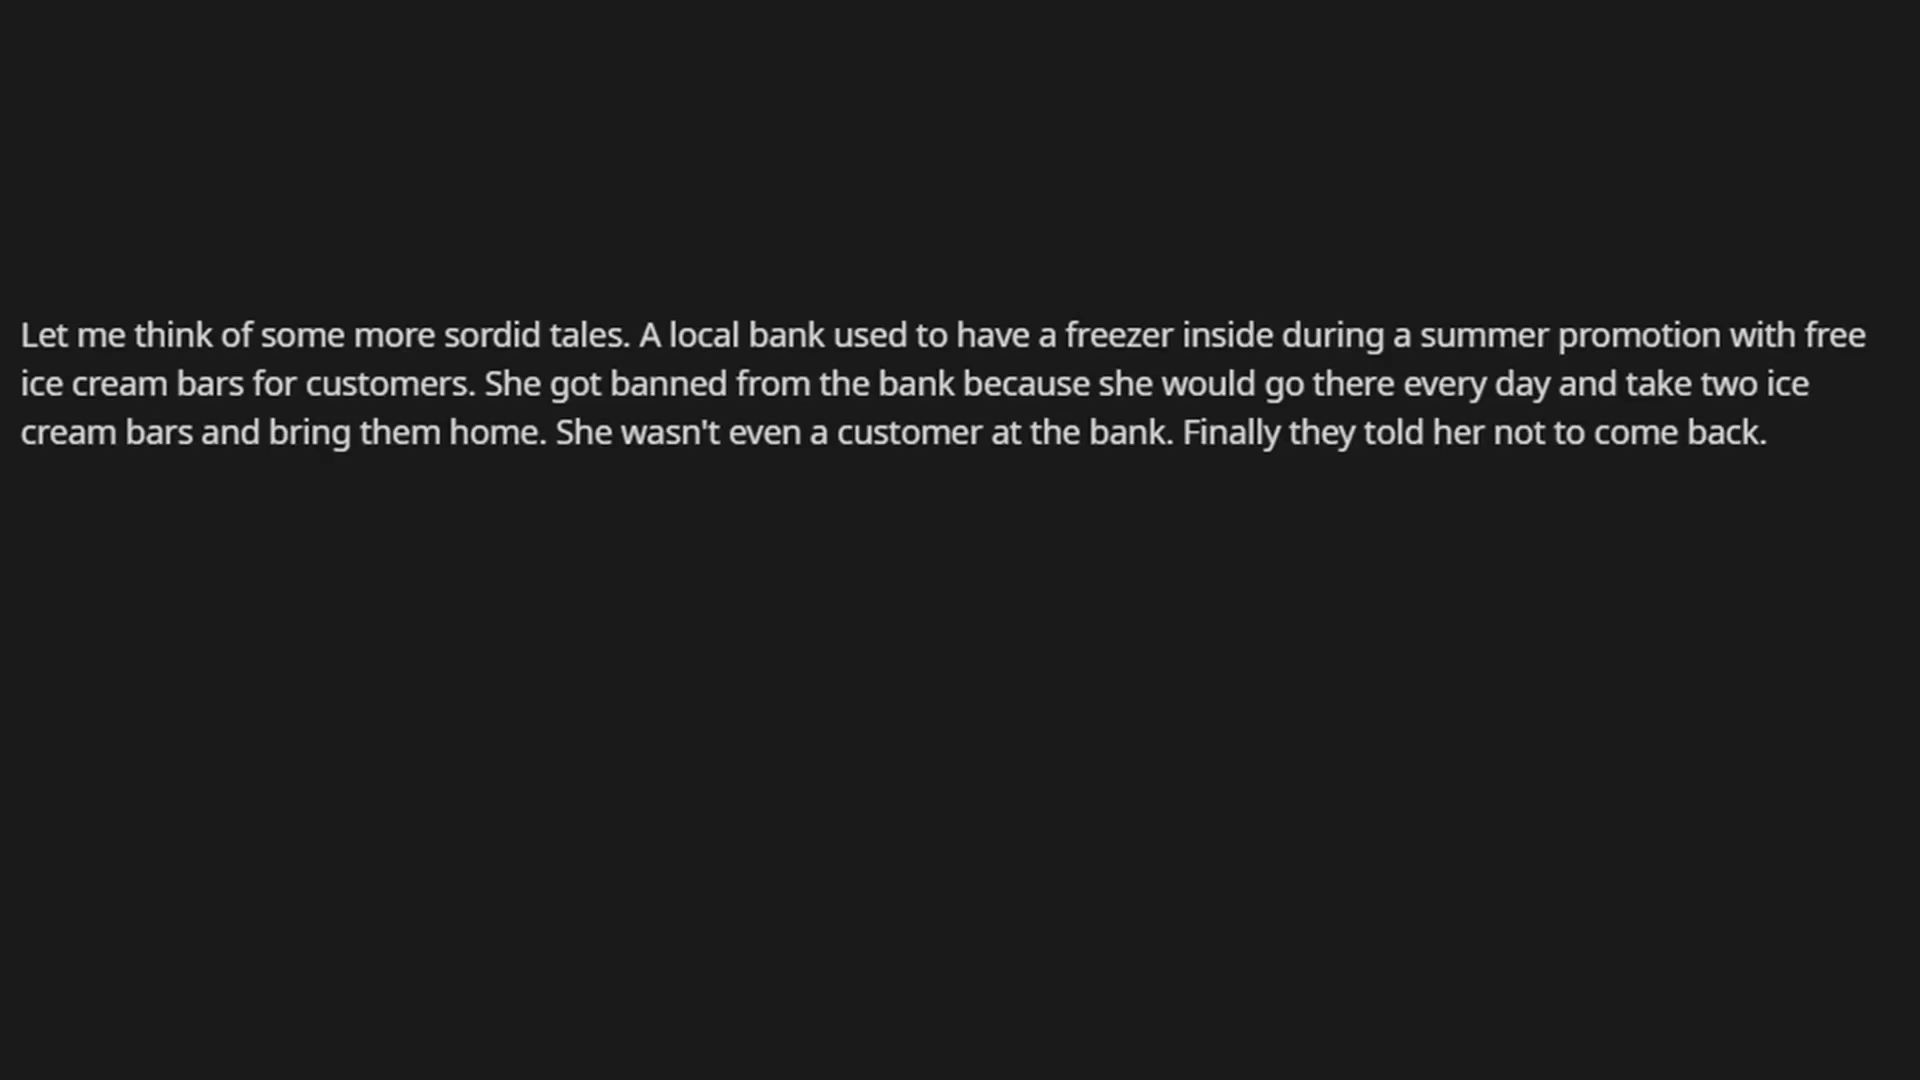 Let me think of some more sordid tales. A local bank used to have a freezer inside during a summer promotion with free
ice cream bars for customers. She got banned from the bank because she would go there every day and take two ice
cream bars and bring them home. She wasn't even a customer at the bank. Finally they told her not to come back.